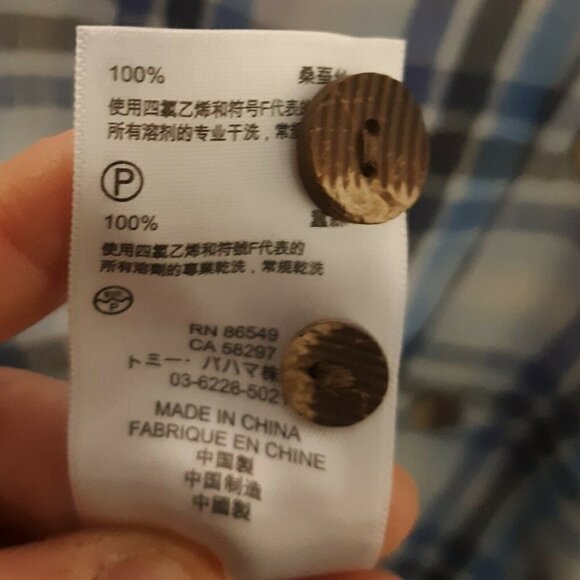 100% 桑蚕丝
使用四氯乙烯和符号F代表的
所有溶剂的专业干洗，常规
P
100%
使用四氯乙烯和符號F代表的
所有溶劑的專業乾洗，常規乾洗
P
RN 86549
CA 58297
トミー・バハマ株
03-6228-502
MADE IN CHINA
FABRIQUE EN CHINE
中国製
中国制造
中國製